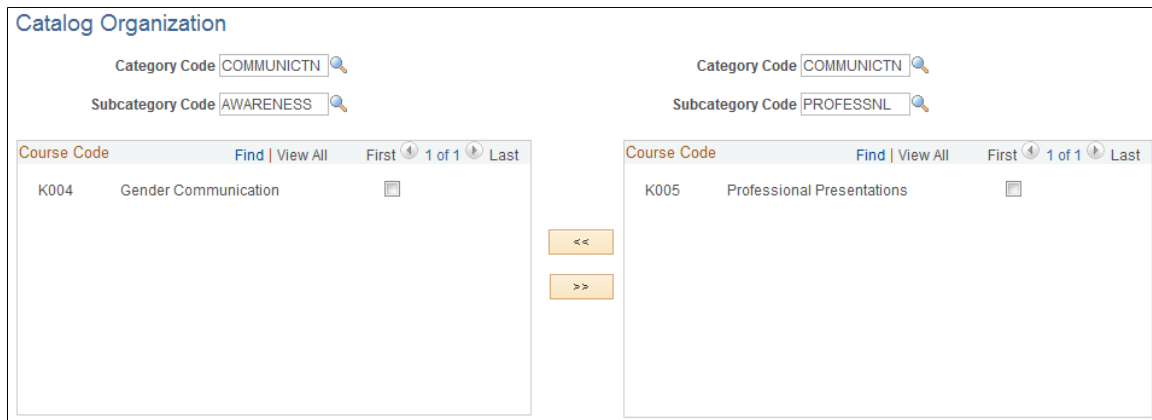 Catalog Organization
Category Code COMMUNICTN
Category Code COMMUNICTN
Subcategory Code AWARENESS
Subcategory Code PROFESSNL
Course Code Find | View All First 1 of 1 Last
Course Code Find | View All First 1 of 1 Last
K004 Gender Communication
K005 Professional Presentations
<<
>>